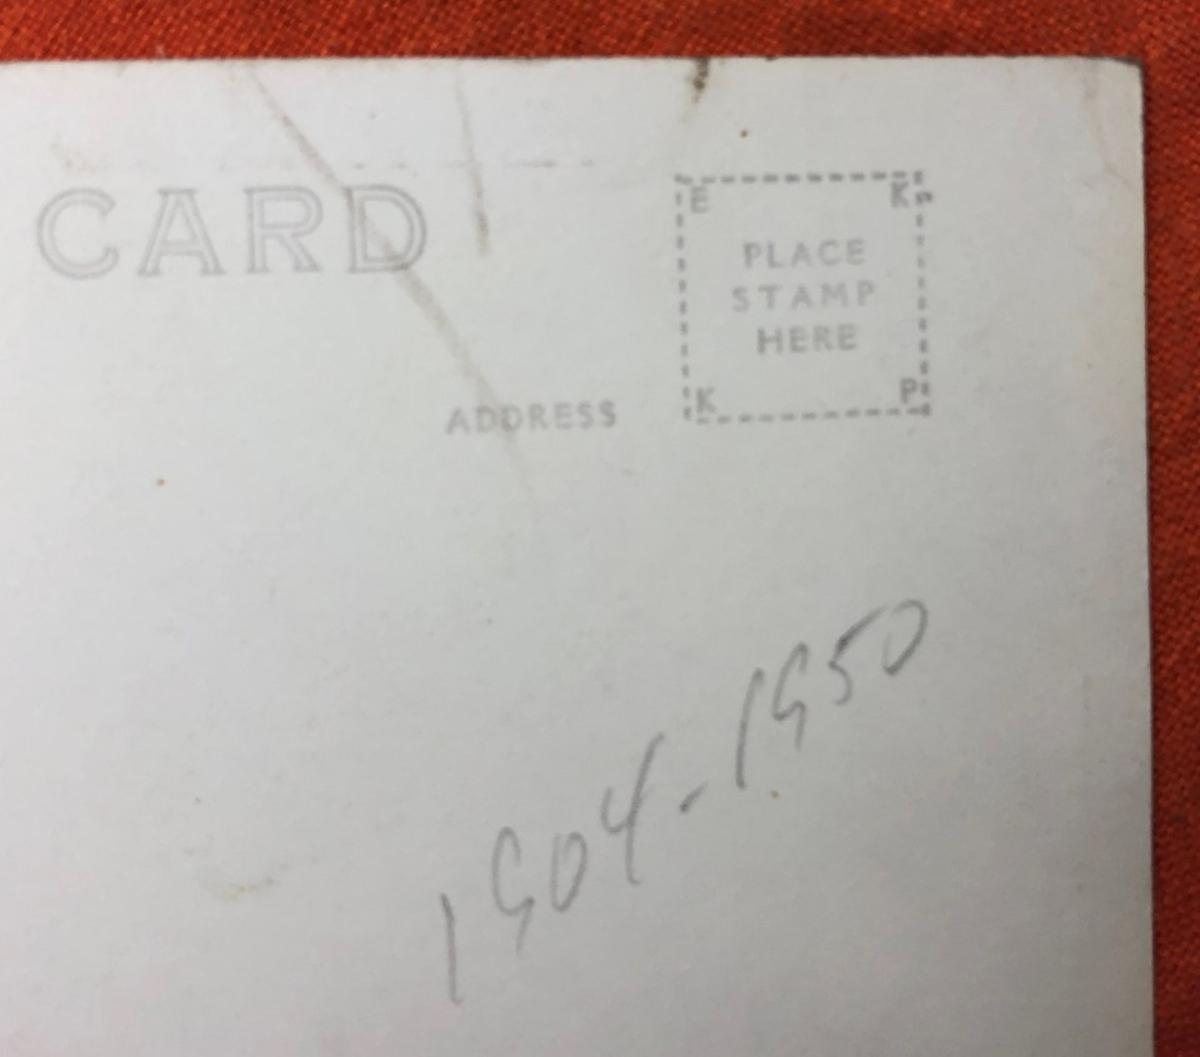 CARD
E K
PLACE
STAMP
HERE
K P
ADDRESS
1904-1950